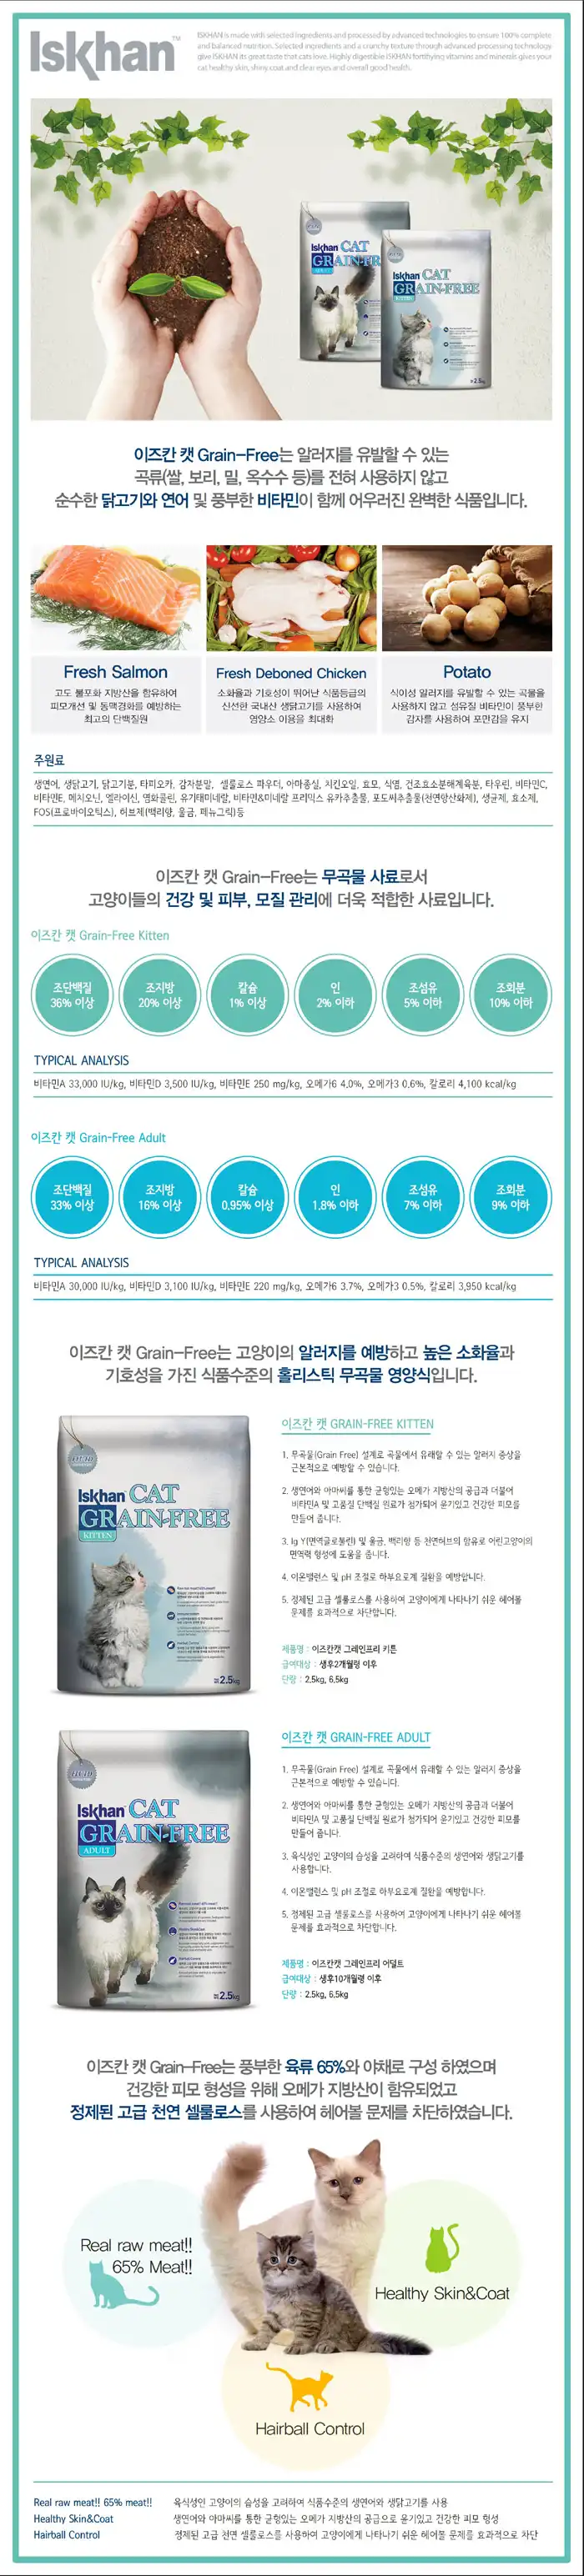 Iskhan™
ISKHAN is made with selected ingredients and processed by advanced technologies to ensure 100% complete
and balanced nutrition. Selected ingredients and a crunchy texture through advanced processing technology
give ISKHAN its great taste that cats love. Highly digestible ISKHAN fortifying vitamins and minerals gives your
cat healthy skin, shiny coat and clear eyes and overall good health.
Iskhan CAT
GRAIN-FR
Iskhan CAT
GRAIN-FREE
KITTEN
2.5kg
이즈칸 캣 Grain-Free는 알러지를 유발할 수 있는
곡류(쌀, 보리, 밀, 옥수수 등)를 전혀 사용하지 않고
순수한 닭고기와 연어 및 풍부한 비타민이 함께 어우러진 완벽한 식품입니다.
Fresh Salmon
고도 불포화 지방산을 함유하여
피모개선 및 동맥경화를 예방하는
최고의 단백질원
Fresh Deboned Chicken
소화율과 기호성이 뛰어난 식품등급의
신선한 국내산 생닭고기를 사용하여
영양소 이용을 최대화
Potato
식이성 알러지를 유발할 수 있는 곡물을
사용하지 않고 섬유질 비타민이 풍부한
감자를 사용하여 포만감을 유지
주원료
생연어, 생닭고기, 닭고기분, 타피오카, 감자분말, 셀룰로스 파우더, 아마종실, 치킨오일, 효모, 식염, 건조효소분해계육분, 타우린, 비타민C,
비타민E, 메치오닌, 엘라이신, 염화콜린, 유기태미네랄, 비타민&미네랄 프리믹스 유카추출물, 포도씨추출물(천연항산화제), 생균제, 효소제,
FOS(프로바이오틱스), 허브제(백리향, 울금, 페뉴그릭)등
이즈칸 캣 Grain-Free는 무곡물 사료로서
고양이들의 건강 및 피부, 모질 관리에 더욱 적합한 사료입니다.
이즈칸 캣 Grain-Free Kitten
조단백질 36% 이상
조지방 20% 이상
칼슘 1% 이상
인 2% 이하
조섬유 5% 이하
조회분 10% 이하
TYPICAL ANALYSIS
비타민A 33,000 IU/kg, 비타민D 3,500 IU/kg, 비타민E 250 mg/kg, 오메가6 4.0%, 오메가3 0.6%, 칼로리 4,100 kcal/kg
이즈칸 캣 Grain-Free Adult
조단백질 33% 이상
조지방 16% 이상
칼슘 0.95% 이상
인 1.8% 이하
조섬유 7% 이하
조회분 9% 이하
TYPICAL ANALYSIS
비타민A 30,000 IU/kg, 비타민D 3,100 IU/kg, 비타민E 220 mg/kg, 오메가6 3.7%, 오메가3 0.5%, 칼로리 3,950 kcal/kg
이즈칸 캣 Grain-Free는 고양이의 알러지를 예방하고 높은 소화율과
기호성을 가진 식품수준의 홀리스틱 무곡물 영양식입니다.
Iskhan CAT
GRAIN-FREE
KITTEN
2.5kg
이즈칸 캣 GRAIN-FREE KITTEN
1. 무곡물(Grain Free) 설계로 곡물에서 유래할 수 있는 알러지 증상을
근본적으로 예방할 수 있습니다.
2. 생연어와 아마씨를 통한 균형있는 오메가 지방산의 공급과 더불어
비타민A 및 고품질 단백질 원료가 첨가되어 윤기있고 건강한 피모를
만들어 줍니다.
3. Ig Y(면역글로불린) 및 울금, 백리향 등 천연허브의 함유로 어린고양이의
면역력 형성에 도움을 줍니다.
4. 이온밸런스 및 pH 조절로 하부요로계 질환을 예방합니다.
5. 정제된 고급 셀룰로스를 사용하여 고양이에게 나타나기 쉬운 헤어볼
문제를 효과적으로 차단합니다.
제품명 : 이즈칸캣 그레인프리 키튼
급여대상 : 생후2개월령 이후
단량 : 2.5kg, 6.5kg
Iskhan CAT
GRAIN-FREE
ADULT
2.5kg
이즈칸 캣 GRAIN-FREE ADULT
1. 무곡물(Grain Free) 설계로 곡물에서 유래할 수 있는 알러지 증상을
근본적으로 예방할 수 있습니다.
2. 생연어와 아마씨를 통한 균형있는 오메가 지방산의 공급과 더불어
비타민A 및 고품질 단백질 원료가 첨가되어 윤기있고 건강한 피모를
만들어 줍니다.
3. 육식성인 고양이의 습성을 고려하여 식품수준의 생연어와 생닭고기를
사용합니다.
4. 이온밸런스 및 pH 조절로 하부요로계 질환을 예방합니다.
5. 정제된 고급 셀룰로스를 사용하여 고양이에게 나타나기 쉬운 헤어볼
문제를 효과적으로 차단합니다.
제품명 : 이즈칸캣 그레인프리 어덜트
급여대상 : 생후10개월령 이후
단량 : 2.5kg, 6.5kg
이즈칸 캣 Grain-Free는 풍부한 육류 65%와 야채로 구성 하였으며
건강한 피모 형성을 위해 오메가 지방산이 함유되었고
정제된 고급 천연 셀룰로스를 사용하여 헤어볼 문제를 차단하였습니다.
Real raw meat!!
65% Meat!!
Healthy Skin&Coat
Hairball Control
Real raw meat!! 65% meat!! 육식성인 고양이의 습성을 고려하여 식품수준의 생연어와 생닭고기를 사용
Healthy Skin&Coat 생연어와 아마씨를 통한 균형있는 오메가 지방산의 공급으로 윤기있고 건강한 피모 형성
Hairball Control 정제된 고급 천연 셀룰로스를 사용하여 고양이에게 나타나기 쉬운 헤어볼 문제를 효과적으로 차단